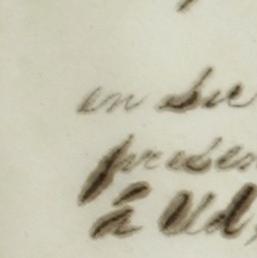 en su
presen
á Ud,